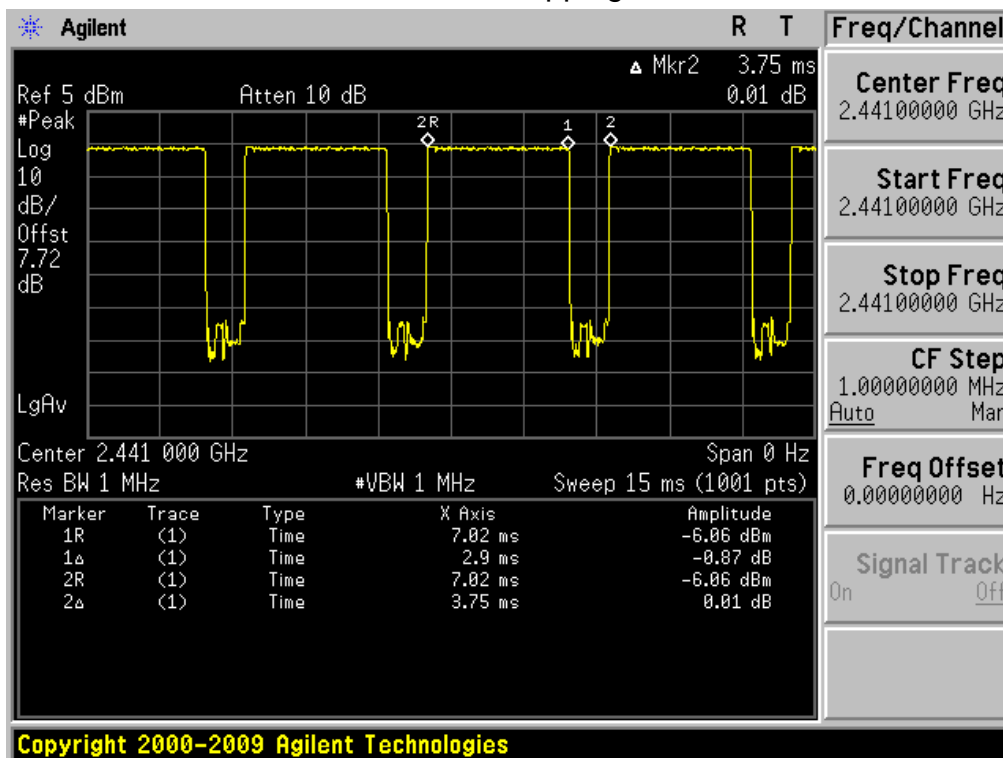 Agilent R T Freq/Channel
▵ Mkr2 3.75 ms
Ref 5 dBm Atten 10 dB 0.01 dB
#Peak
Log
10
dB/
Offst
7.72
dB
LgAv
2R 1 2
Center 2.441 000 GHz Span 0 Hz
Res BW 1 MHz #VBW 1 MHz Sweep 15 ms (1001 pts)
Marker Trace Type X Axis Amplitude
1R (1) Time 7.02 ms -6.06 dBm
1▵ (1) Time 2.9 ms -0.87 dB
2R (1) Time 7.02 ms -6.06 dBm
2▵ (1) Time 3.75 ms 0.01 dB
Center Freq
2.44100000 GHz
Start Freq
2.44100000 GHz
Stop Freq
2.44100000 GHz
CF Step
1.00000000 MHz
Auto Man
Freq Offset
0.00000000 Hz
Signal Track
On Off
Copyright 2000-2009 Agilent Technologies